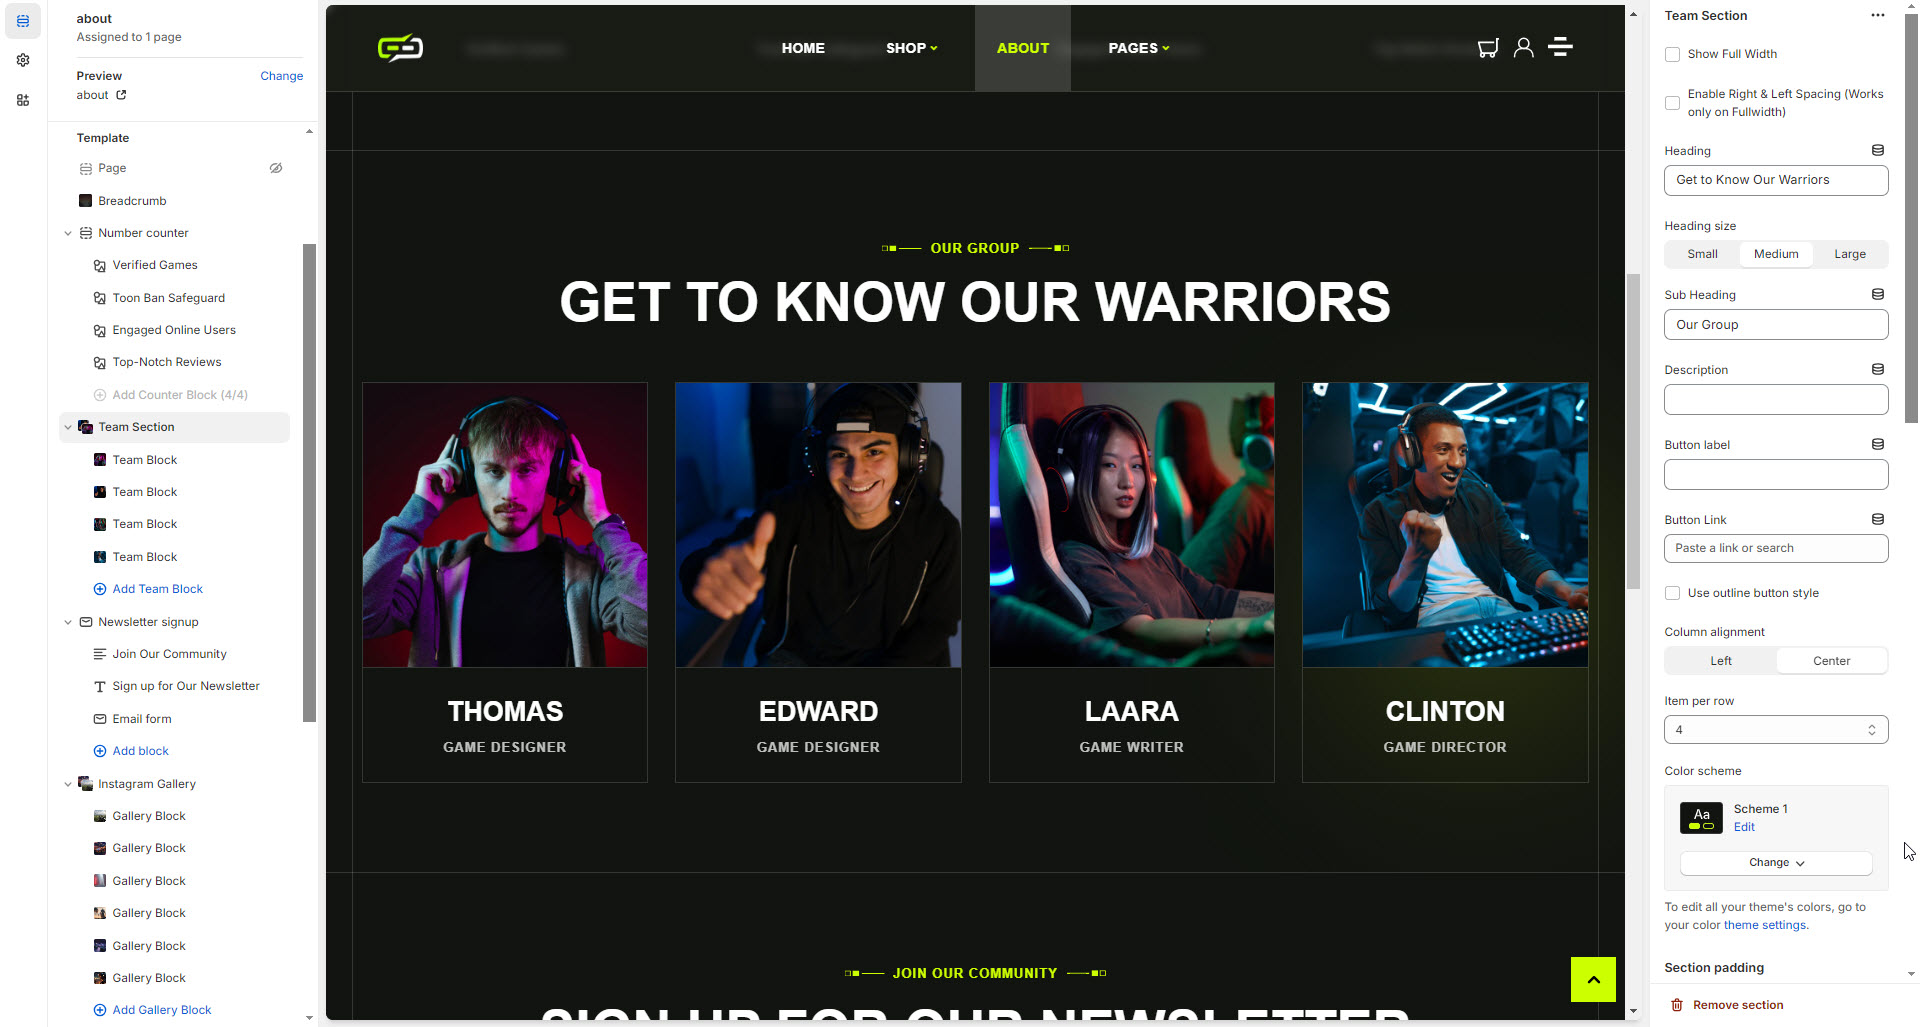 about
Assigned to 1 page
Preview
Change
about
Template
Page
Breadcrumb
Number counter
Verified Games
Toon Ban Safeguard
Engaged Online Users
Top-Notch Reviews
Add Counter Block (4/4)
Team Section
Team Block
Team Block
Team Block
Team Block
Add Team Block
Newsletter signup
Join Our Community
Sign up for Our Newsletter
Email form
Add block
Instagram Gallery
Gallery Block
Gallery Block
Gallery Block
Gallery Block
Gallery Block
Gallery Block
Add Gallery Block
HOME
SHOP
ABOUT
PAGES
OUR GROUP
GET TO KNOW OUR WARRIORS
THOMAS
GAME DESIGNER
EDWARD
GAME DESIGNER
LAARA
GAME WRITER
CLINTON
GAME DIRECTOR
JOIN OUR COMMUNITY
SIGN UP FOR OUR NEWSLETTER
Team Section
Show Full Width
Enable Right & Left Spacing (Works
only on Fullwidth)
Heading
Get to Know Our Warriors
Heading size
Small
Medium
Large
Sub Heading
Our Group
Description
Button label
Button Link
Paste a link or search
Use outline button style
Column alignment
Left
Center
Item per row
4
Color scheme
Aa
Scheme 1
Edit
Change
To edit all your theme's colors, go to
your color theme settings.
Section padding
Remove section